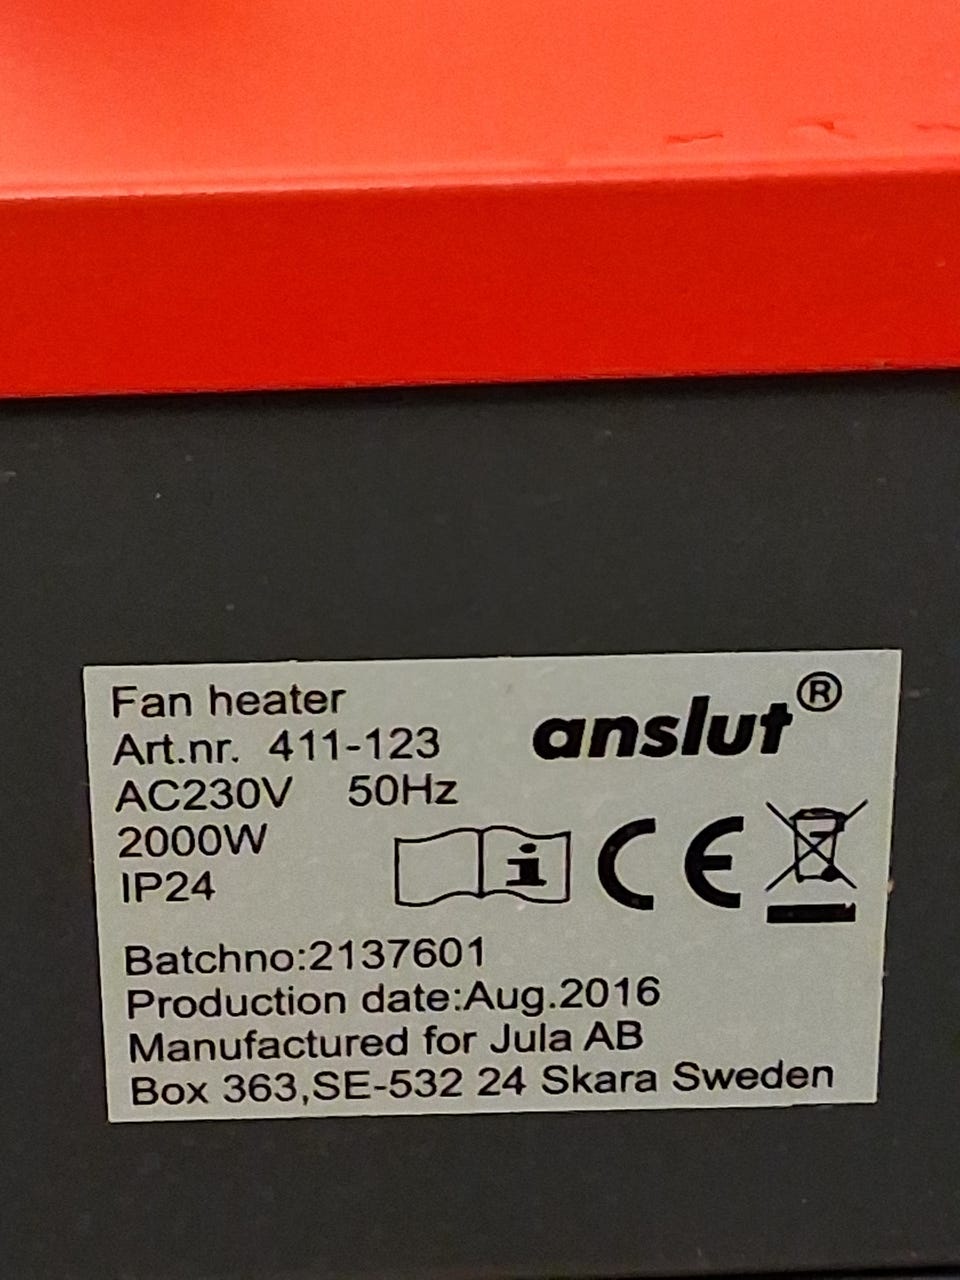 Fan heater
anslut®
Art.nr. 411-123
AC230V 50Hz
2000W
IP24
i
CE
Batchno:2137601
Production date:Aug.2016
Manufactured for Jula AB
Box 363,SE-532 24 Skara Sweden